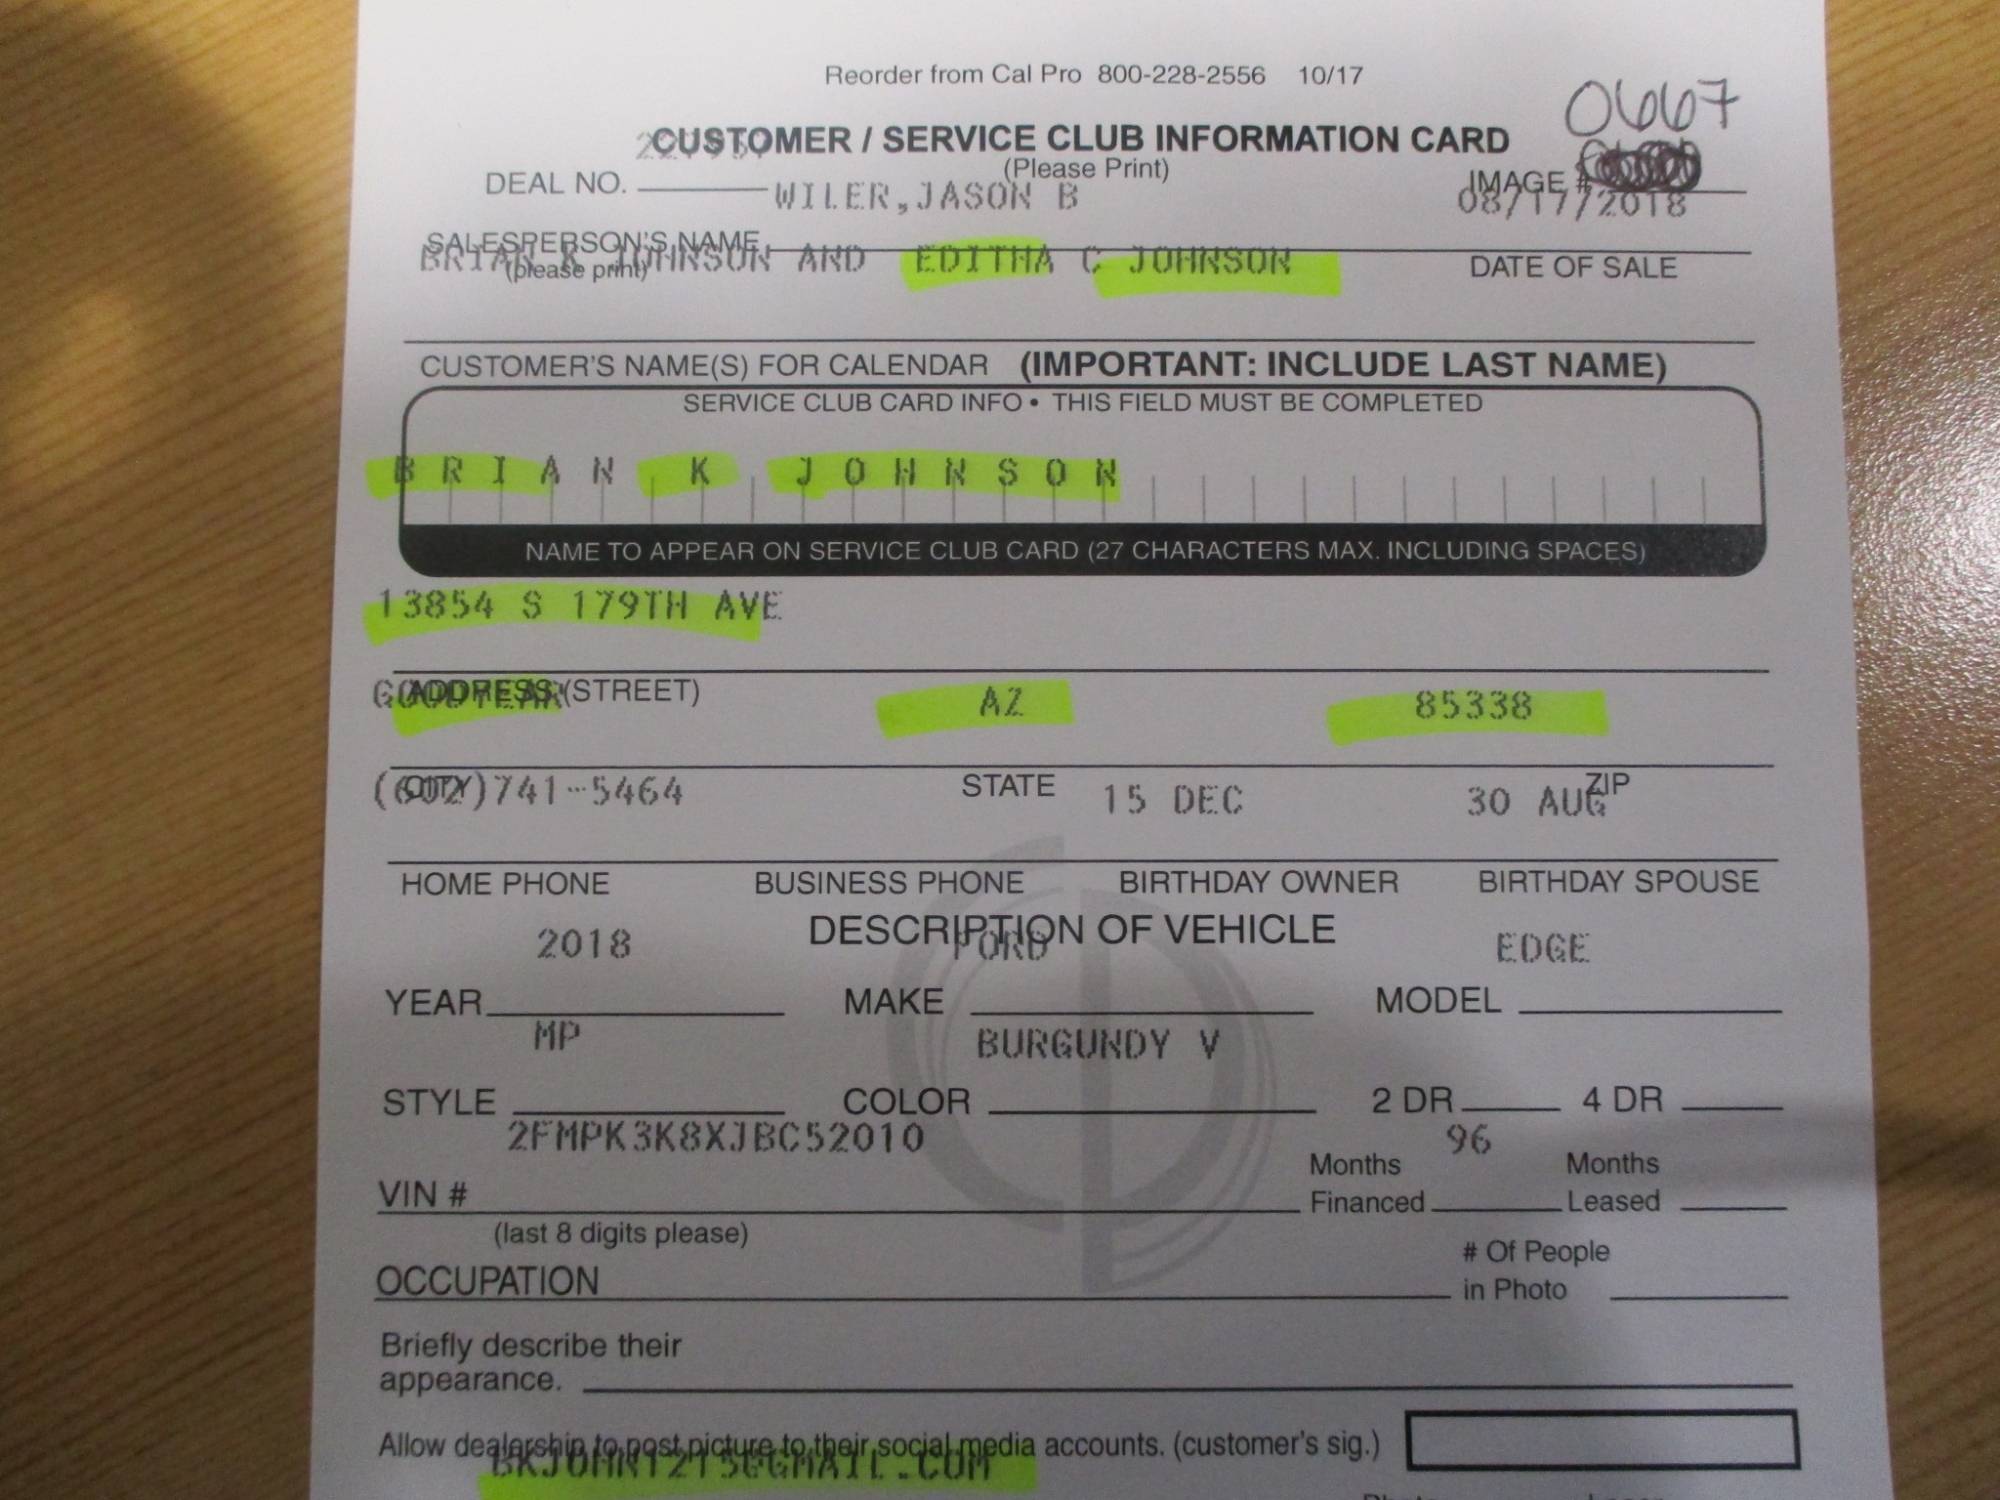 Reorder from Cal Pro 800-228-2556 10/17
0667
CUSTOMER / SERVICE CLUB INFORMATION CARD
(Please Print)
DEAL NO.
WILER,JASON B
IMAGE #
08/17/2018
SALESPERSON'S NAME
(please print)
BRIAN K JOHNSON AND EDITHA C JOHNSON
DATE OF SALE
CUSTOMER'S NAME(S) FOR CALENDAR (IMPORTANT: INCLUDE LAST NAME)
SERVICE CLUB CARD INFO • THIS FIELD MUST BE COMPLETED
BRIAN K JOHNSON
NAME TO APPEAR ON SERVICE CLUB CARD (27 CHARACTERS MAX. INCLUDING SPACES)
13854 S 179TH AVE
ADDRESS (STREET)
GOODYEAR AZ 85338
CITY STATE ZIP
(602)741-5464 15 DEC 30 AUG
HOME PHONE BUSINESS PHONE BIRTHDAY OWNER BIRTHDAY SPOUSE
DESCRIPTION OF VEHICLE
2018 FORD EDGE
YEAR MAKE MODEL
MP BURGUNDY V
STYLE COLOR 2 DR 4 DR
2FMPK3K8XJBC52010 96
VIN # Months Financed Months Leased
(last 8 digits please)
OCCUPATION # Of People in Photo
Briefly describe their
appearance.
Allow dealership to post picture to their social media accounts. (customer's sig.)
BKJOHN1215@GMAIL.COM